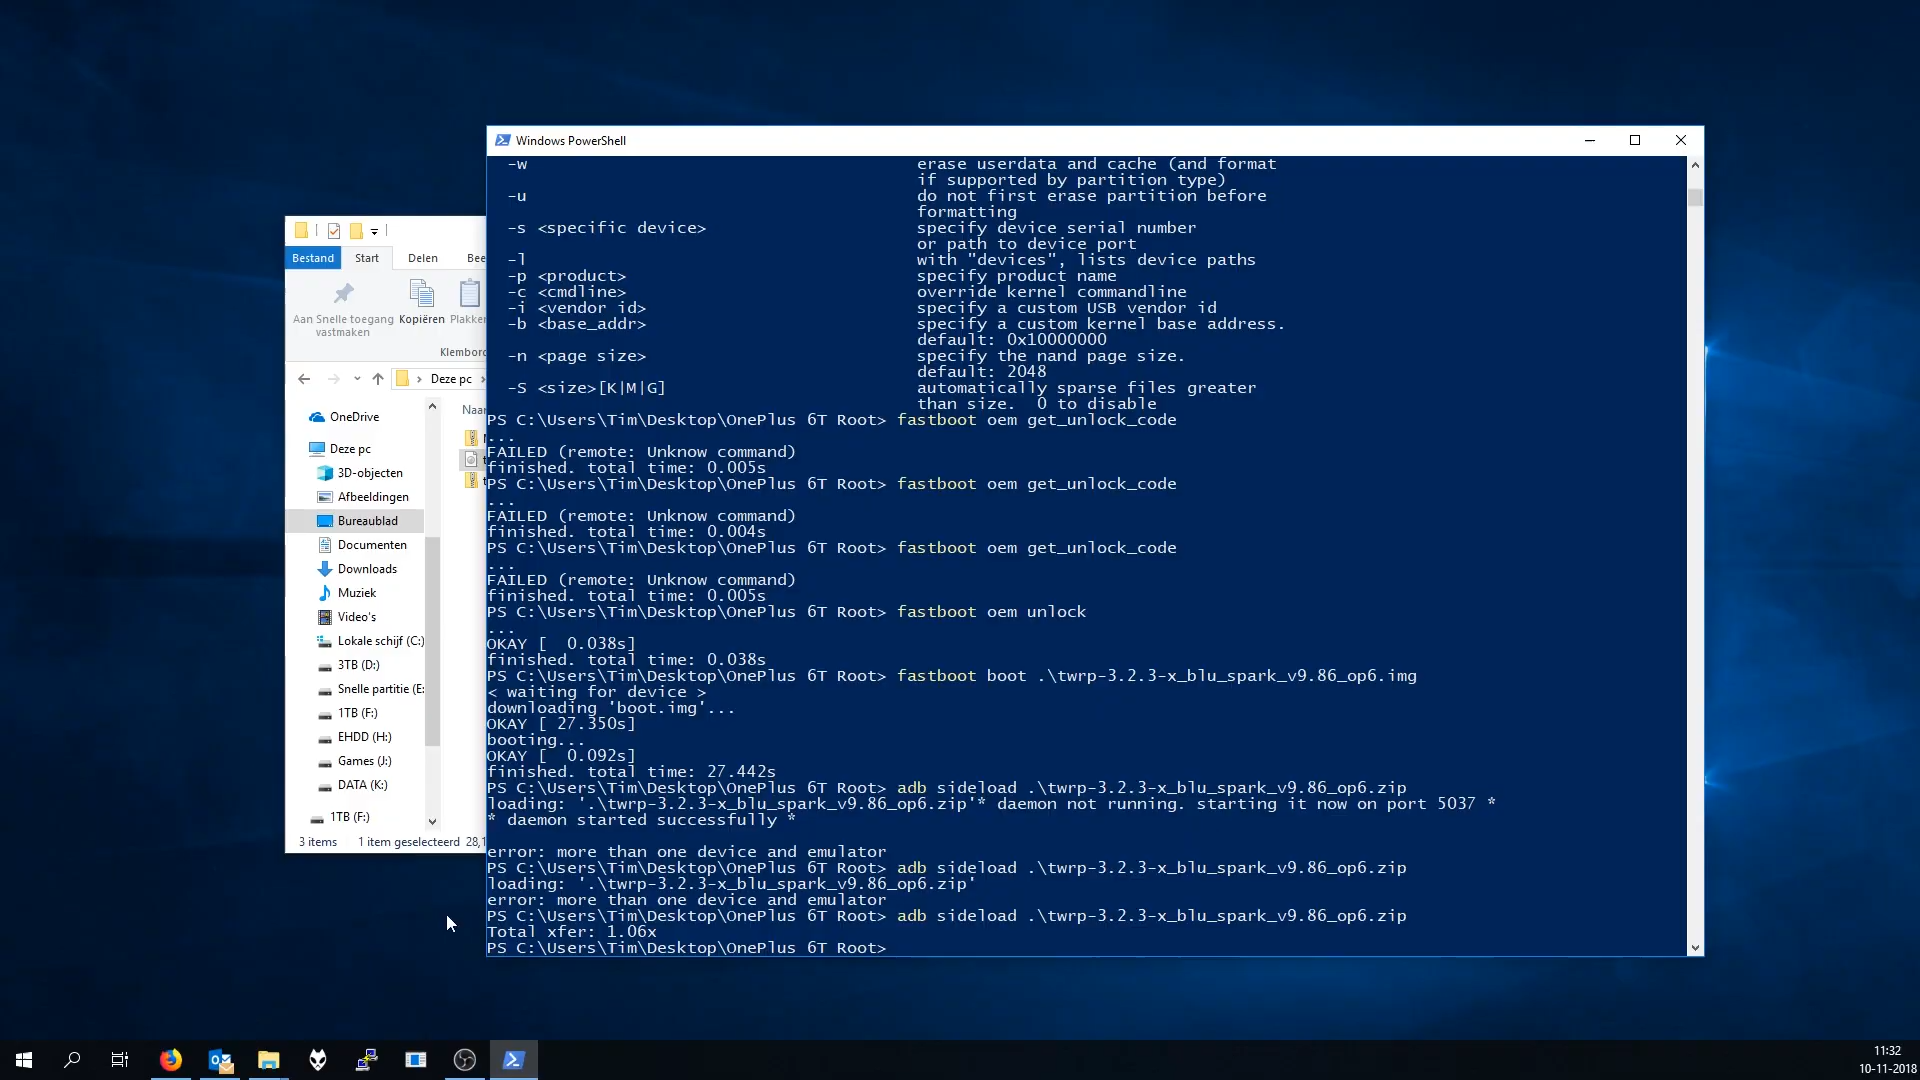 Windows PowerShell
-w erase userdata and cache (and format
if supported by partition type)
-u do not first erase partition before
formatting
-s <specific device> specify device serial number
or path to device port
-l with "devices", lists device paths
-p <product> specify product name
-c <cmdline> override kernel commandline
-i <vendor id> specify a custom USB vendor id
-b <base_addr> specify a custom kernel base address.
default: 0x10000000
-n <page size> specify the nand page size.
default: 2048
-S <size>[K|M|G] automatically sparse files greater
than size.  0 to disable
PS C:\Users\Tim\Desktop\OnePlus 6T Root> fastboot oem get_unlock_code
...
FAILED (remote: Unknow command)
finished. total time: 0.005s
PS C:\Users\Tim\Desktop\OnePlus 6T Root> fastboot oem get_unlock_code
...
FAILED (remote: Unknow command)
finished. total time: 0.004s
PS C:\Users\Tim\Desktop\OnePlus 6T Root> fastboot oem get_unlock_code
...
FAILED (remote: Unknow command)
finished. total time: 0.005s
PS C:\Users\Tim\Desktop\OnePlus 6T Root> fastboot oem unlock
...
OKAY [  0.038s]
finished. total time: 0.038s
PS C:\Users\Tim\Desktop\OnePlus 6T Root> fastboot boot .\twrp-3.2.3-x_blu_spark_v9.86_op6.img
< waiting for device >
downloading 'boot.img'...
OKAY [ 27.350s]
booting...
OKAY [  0.092s]
finished. total time: 27.442s
PS C:\Users\Tim\Desktop\OnePlus 6T Root> adb sideload .\twrp-3.2.3-x_blu_spark_v9.86_op6.zip
loading: '.\twrp-3.2.3-x_blu_spark_v9.86_op6.zip'* daemon not running. starting it now on port 5037 *
* daemon started successfully *
error: more than one device and emulator
PS C:\Users\Tim\Desktop\OnePlus 6T Root> adb sideload .\twrp-3.2.3-x_blu_spark_v9.86_op6.zip
loading: '.\twrp-3.2.3-x_blu_spark_v9.86_op6.zip'
error: more than one device and emulator
PS C:\Users\Tim\Desktop\OnePlus 6T Root> adb sideload .\twrp-3.2.3-x_blu_spark_v9.86_op6.zip
Total xfer: 1.06x
PS C:\Users\Tim\Desktop\OnePlus 6T Root>
Bestand Start Delen
Aan Snelle toegang
vastmaken
Kopiëren
Deze pc
OneDrive
Deze pc
3D-objecten
Afbeeldingen
Bureaublad
Documenten
Downloads
Muziek
Video's
Lokale schijf (C:)
3TB (D:)
Snelle partitie (E:
1TB (F:)
EHDD (H:)
Games (J:)
DATA (K:)
1TB (F:)
3 items 1 item geselecteerd 28,1
11:32
10-11-2018